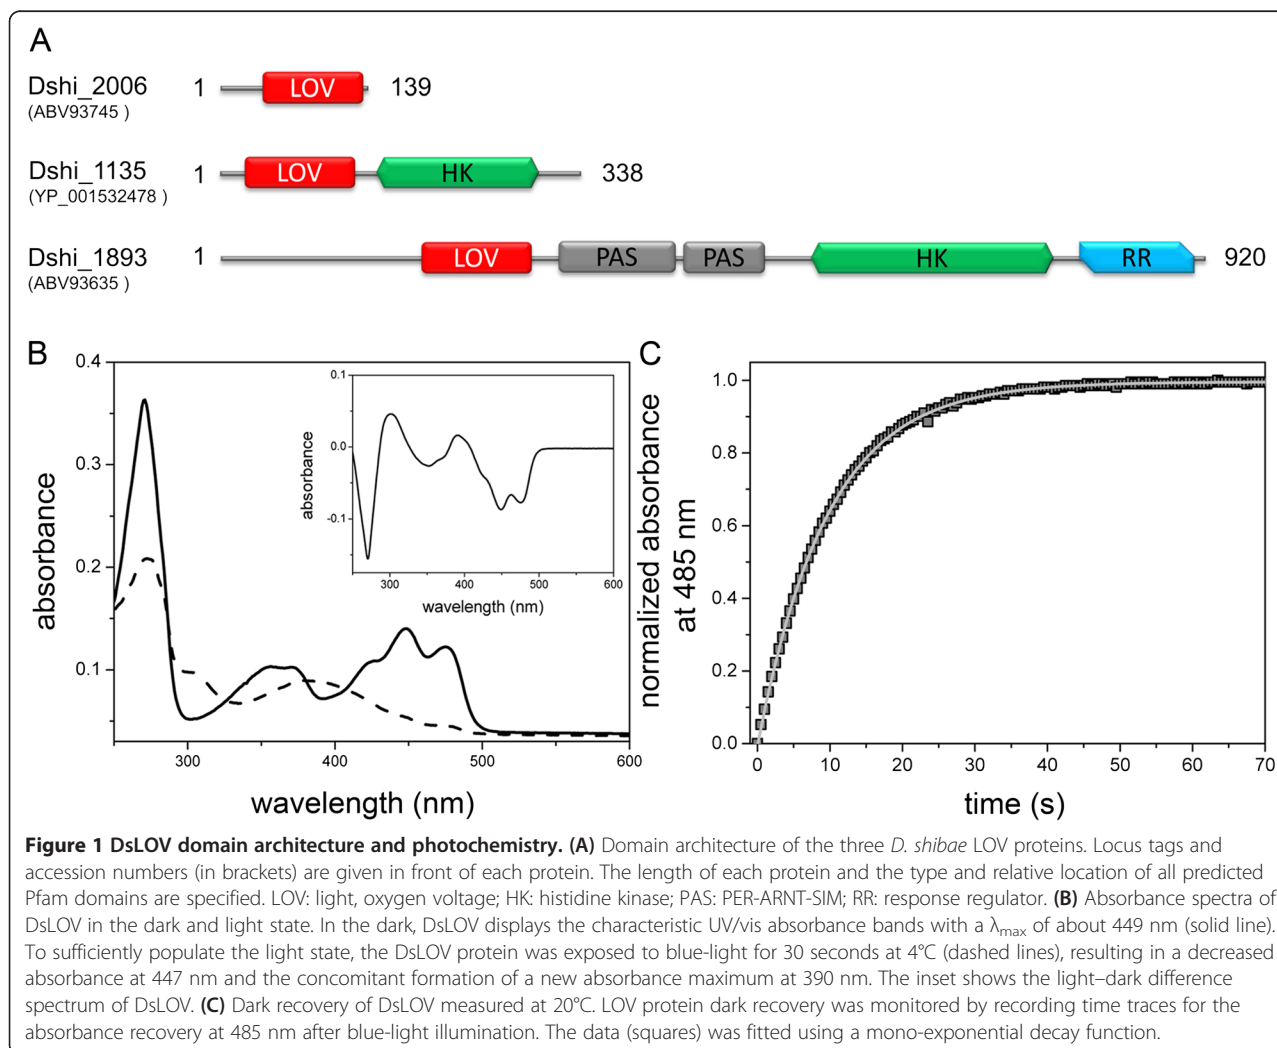 A
Dshi_2006 1 LOV 139
(ABV93745 )
Dshi_1135 1 LOV HK 338
(YP_001532478 )
Dshi_1893 1 LOV PAS PAS HK RR 920
(ABV93635 )
B
0.4
0.3
0.2
0.1
absorbance
300 400 500 600
wavelength (nm)
0.1
0.0
-0.1
absorbance
300 400 500 600
wavelength (nm)
C
1.0
0.8
0.6
0.4
0.2
0.0
normalized absorbance
at 485 nm
0 10 20 30 40 50 60 70
time (s)
Figure 1 DsLOV domain architecture and photochemistry. (A) Domain architecture of the three D. shibae LOV proteins. Locus tags and
accession numbers (in brackets) are given in front of each protein. The length of each protein and the type and relative location of all predicted
Pfam domains are specified. LOV: light, oxygen voltage; HK: histidine kinase; PAS: PER-ARNT-SIM; RR: response regulator. (B) Absorbance spectra of
DsLOV in the dark and light state. In the dark, DsLOV displays the characteristic UV/vis absorbance bands with a λmax of about 449 nm (solid line).
To sufficiently populate the light state, the DsLOV protein was exposed to blue-light for 30 seconds at 4°C (dashed lines), resulting in a decreased
absorbance at 447 nm and the concomitant formation of a new absorbance maximum at 390 nm. The inset shows the light–dark difference
spectrum of DsLOV. (C) Dark recovery of DsLOV measured at 20°C. LOV protein dark recovery was monitored by recording time traces for the
absorbance recovery at 485 nm after blue-light illumination. The data (squares) was fitted using a mono-exponential decay function.